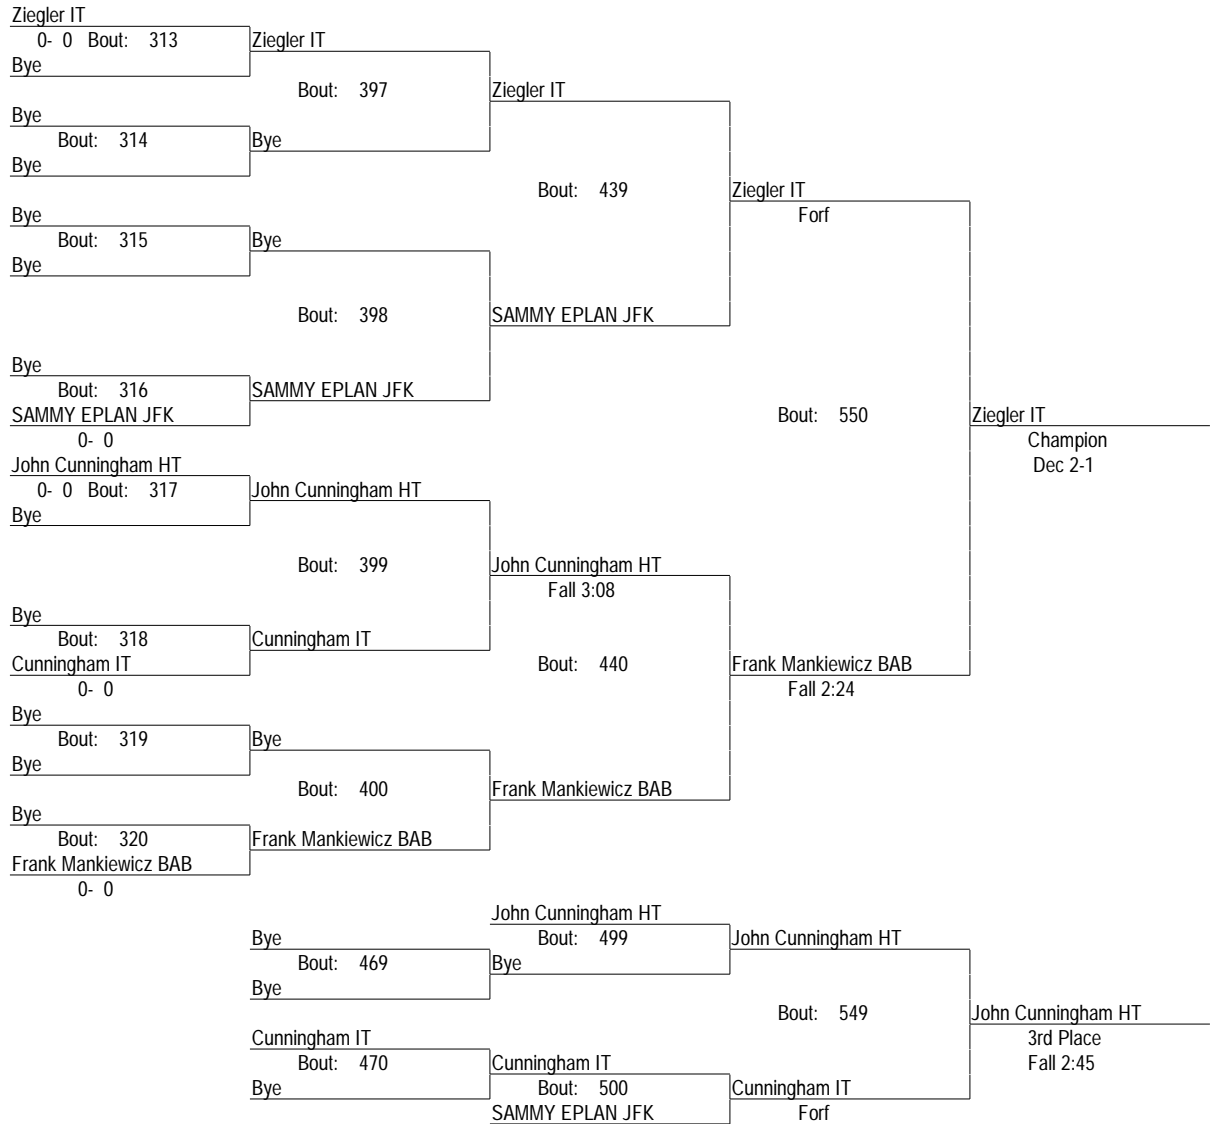 Ziegler IT
0- 0 Bout: 313 Ziegler IT
Bye
Bout: 397 Ziegler IT
Bye
Bout: 314 Bye
Bye
Bout: 439 Ziegler IT
Forf
Bye
Bout: 315 Bye
Bye
Bout: 398 SAMMY EPLAN JFK
Bye
Bout: 316 SAMMY EPLAN JFK
SAMMY EPLAN JFK
0- 0
Bout: 550 Ziegler IT
Champion
Dec 2-1
John Cunningham HT
0- 0 Bout: 317 John Cunningham HT
Bye
Bout: 399 John Cunningham HT
Fall 3:08
Bye
Bout: 318 Cunningham IT
Cunningham IT
0- 0
Bout: 440 Frank Mankiewicz BAB
Fall 2:24
Bye
Bout: 319 Bye
Bye
Bout: 400 Frank Mankiewicz BAB
Bye
Bout: 320 Frank Mankiewicz BAB
Frank Mankiewicz BAB
0- 0
John Cunningham HT
Bye
Bout: 499 John Cunningham HT
Bout: 469 Bye
Bye
Bout: 549 John Cunningham HT
3rd Place
Fall 2:45
Cunningham IT
Bout: 470 Cunningham IT
Bye
Bout: 500 Cunningham IT
SAMMY EPLAN JFK
Forf